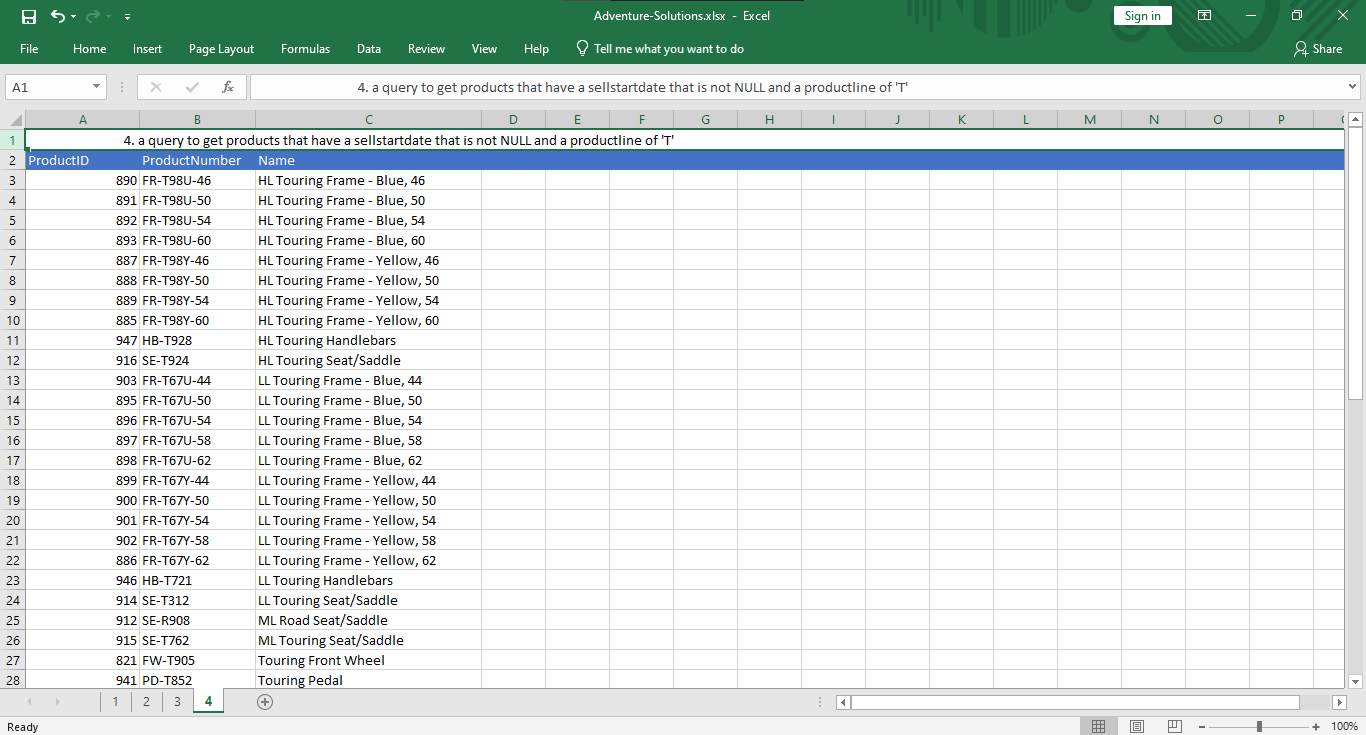 Adventure-Solutions.xlsx - Excel
Sign in
File Home Insert Page Layout Formulas Data Review View Help Tell me what you want to do Share
A1 fx 4. a query to get products that have a sellstartdate that is not NULL and a productline of 'T'
A B C D E F G H I J K L M N O P
1 4. a query to get products that have a sellstartdate that is not NULL and a productline of 'T'
2 ProductID ProductNumber Name
3 890 FR-T98U-46 HL Touring Frame - Blue, 46
4 891 FR-T98U-50 HL Touring Frame - Blue, 50
5 892 FR-T98U-54 HL Touring Frame - Blue, 54
6 893 FR-T98U-60 HL Touring Frame - Blue, 60
7 887 FR-T98Y-46 HL Touring Frame - Yellow, 46
8 888 FR-T98Y-50 HL Touring Frame - Yellow, 50
9 889 FR-T98Y-54 HL Touring Frame - Yellow, 54
10 885 FR-T98Y-60 HL Touring Frame - Yellow, 60
11 947 HB-T928 HL Touring Handlebars
12 916 SE-T924 HL Touring Seat/Saddle
13 903 FR-T67U-44 LL Touring Frame - Blue, 44
14 895 FR-T67U-50 LL Touring Frame - Blue, 50
15 896 FR-T67U-54 LL Touring Frame - Blue, 54
16 897 FR-T67U-58 LL Touring Frame - Blue, 58
17 898 FR-T67U-62 LL Touring Frame - Blue, 62
18 899 FR-T67Y-44 LL Touring Frame - Yellow, 44
19 900 FR-T67Y-50 LL Touring Frame - Yellow, 50
20 901 FR-T67Y-54 LL Touring Frame - Yellow, 54
21 902 FR-T67Y-58 LL Touring Frame - Yellow, 58
22 886 FR-T67Y-62 LL Touring Frame - Yellow, 62
23 946 HB-T721 LL Touring Handlebars
24 914 SE-T312 LL Touring Seat/Saddle
25 912 SE-R908 ML Road Seat/Saddle
26 915 SE-T762 ML Touring Seat/Saddle
27 821 FW-T905 Touring Front Wheel
28 941 PD-T852 Touring Pedal
1 2 3 4
Ready 100%